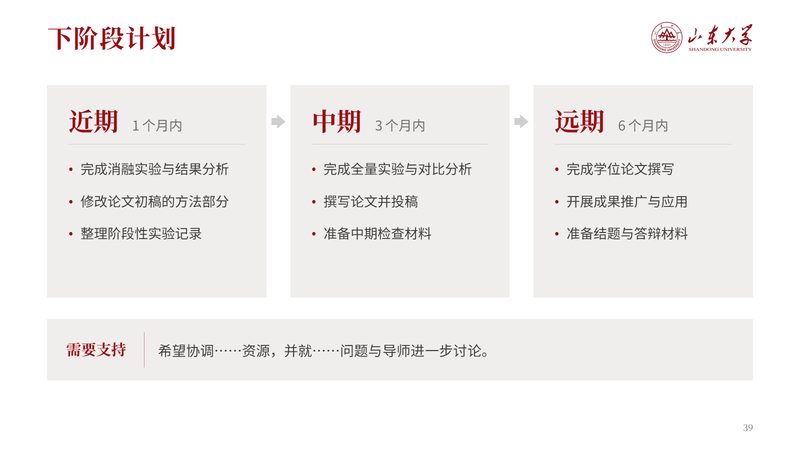 下阶段计划
山东大学
SHANDONG UNIVERSITY
近期 1 个月内
• 完成消融实验与结果分析
• 修改论文初稿的方法部分
• 整理阶段性实验记录
中期 3 个月内
• 完成全量实验与对比分析
• 撰写论文并投稿
• 准备中期检查材料
远期 6 个月内
• 完成学位论文撰写
• 开展成果推广与应用
• 准备结题与答辩材料
需要支持
希望协调……资源，并就……问题与导师进一步讨论。
39